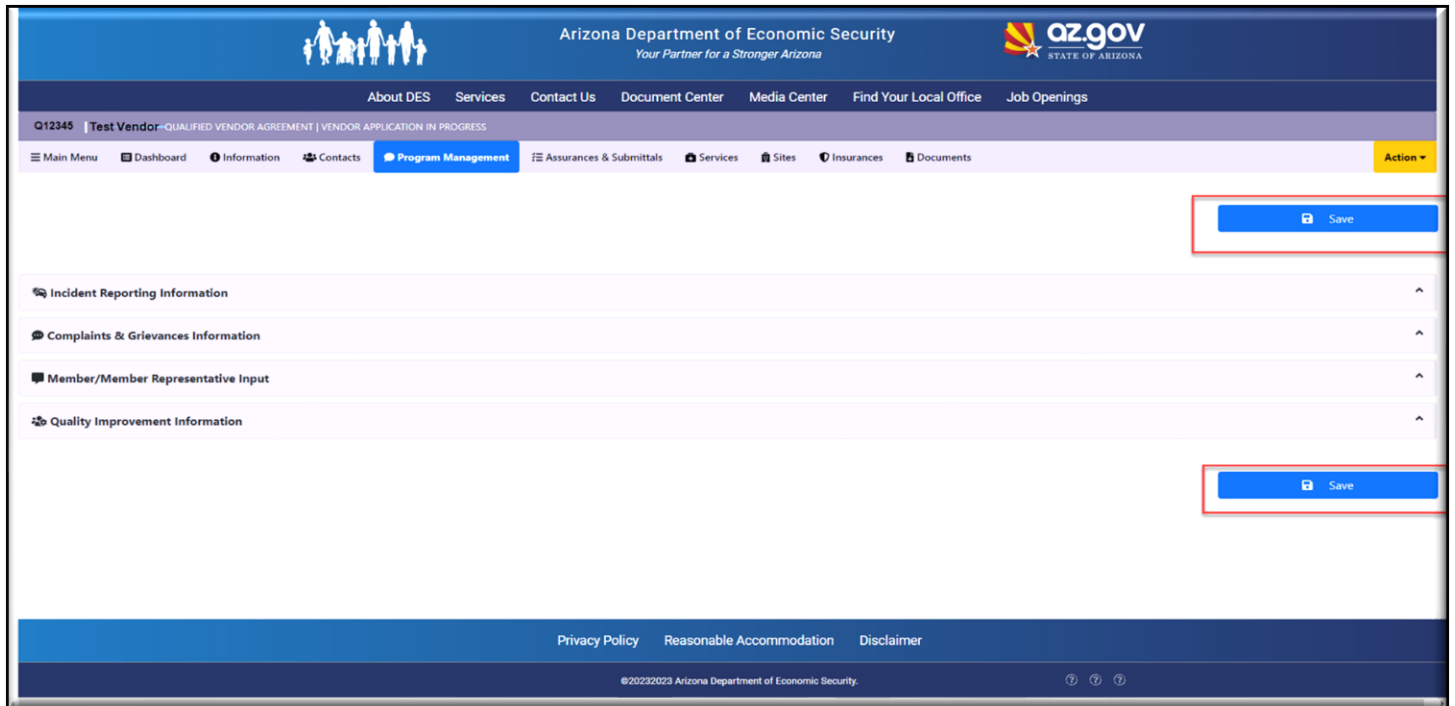 Arizona Department of Economic Security
Your Partner for a Stronger Arizona
az.gov
STATE OF ARIZONA
About DES Services Contact Us Document Center Media Center Find Your Local Office Job Openings
Q12345 | Test Vendor-QUALIFIED VENDOR AGREEMENT | VENDOR APPLICATION IN PROGRESS
Main Menu Dashboard Information Contacts Program Management Assurances & Submittals Services Sites Insurances Documents Action
Save
Incident Reporting Information
Complaints & Grievances Information
Member/Member Representative Input
Quality Improvement Information
Save
Privacy Policy Reasonable Accommodation Disclaimer
©20232023 Arizona Department of Economic Security.